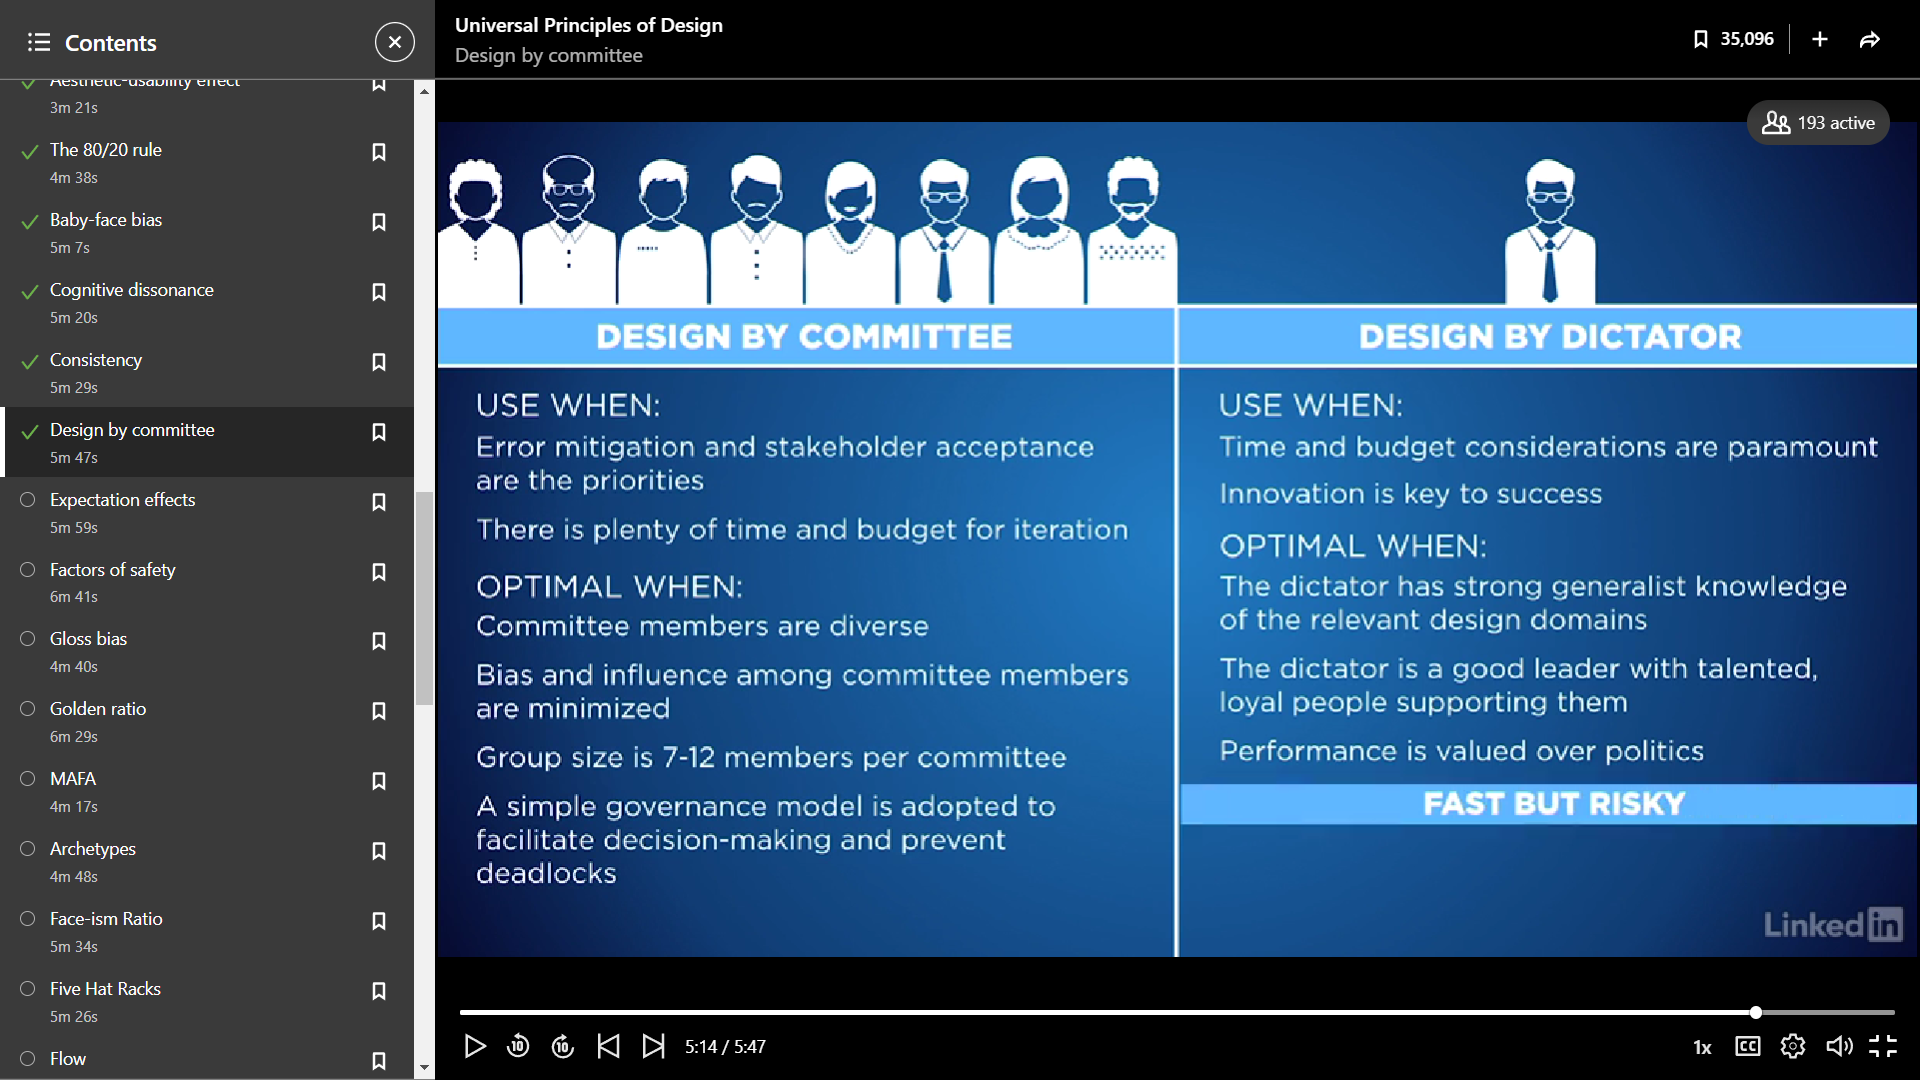 Contents
Aesthetic-usability effect
3m 21s
The 80/20 rule
4m 38s
Baby-face bias
5m 7s
Cognitive dissonance
5m 20s
Consistency
5m 29s
Design by committee
5m 47s
Expectation effects
5m 59s
Factors of safety
6m 41s
Gloss bias
4m 40s
Golden ratio
6m 29s
MAFA
4m 17s
Archetypes
4m 48s
Face-ism Ratio
5m 34s
Five Hat Racks
5m 26s
Flow
Universal Principles of Design
Design by committee
35,096
193 active
DESIGN BY COMMITTEE
USE WHEN:
Error mitigation and stakeholder acceptance
are the priorities
There is plenty of time and budget for iteration
OPTIMAL WHEN:
Committee members are diverse
Bias and influence among committee members
are minimized
Group size is 7-12 members per committee
A simple governance model is adopted to
facilitate decision-making and prevent
deadlocks
DESIGN BY DICTATOR
USE WHEN:
Time and budget considerations are paramount
Innovation is key to success
OPTIMAL WHEN:
The dictator has strong generalist knowledge
of the relevant design domains
The dictator is a good leader with talented,
loyal people supporting them
Performance is valued over politics
FAST BUT RISKY
Linked in
10
10
5:14 / 5:47
1x
CC